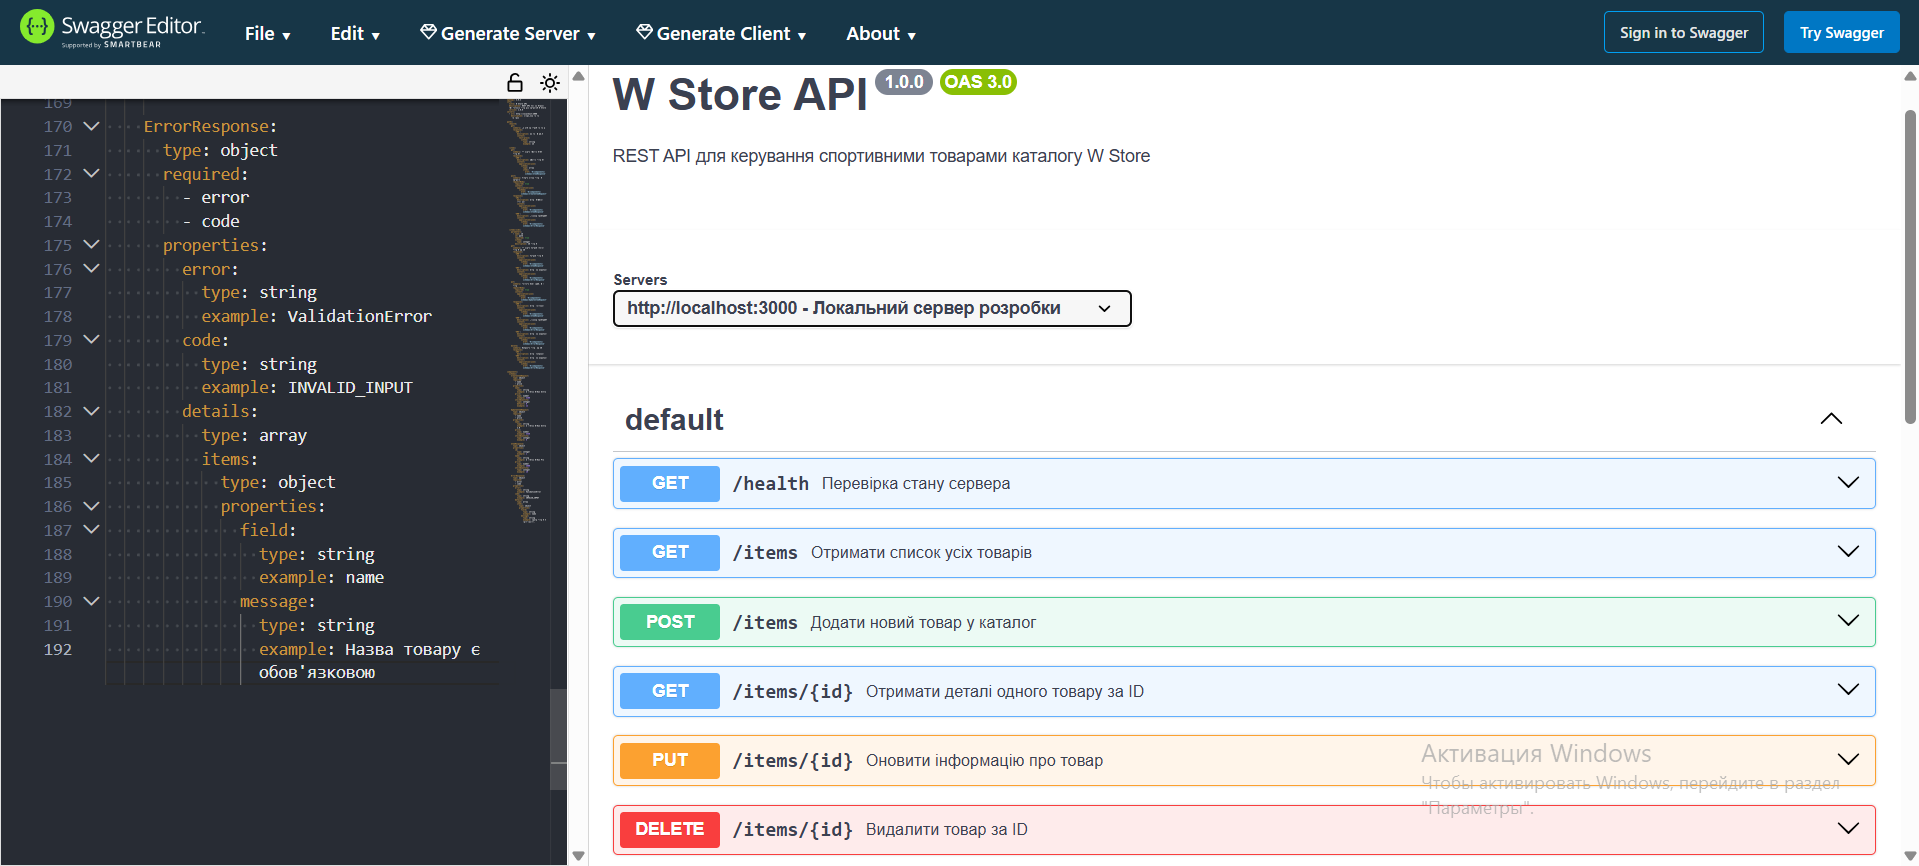 Swagger Editor
Supported by SMARTBEAR
File
Edit
Generate Server
Generate Client
About
Sign in to Swagger
Try Swagger
169
170 ErrorResponse:
171 type: object
172 required:
173 - error
174 - code
175 properties:
176 error:
177 type: string
178 example: ValidationError
179 code:
180 type: string
181 example: INVALID_INPUT
182 details:
183 type: array
184 items:
185 type: object
186 properties:
187 field:
188 type: string
189 example: name
190 message:
191 type: string
192 example: Назва товару є
обов'язковою
W Store API 1.0.0 OAS 3.0
REST API для керування спортивними товарами каталогу W Store
Servers
http://localhost:3000 - Локальний сервер розробки
default
GET /health Перевірка стану сервера
GET /items Отримати список усіх товарів
POST /items Додати новий товар у каталог
GET /items/{id} Отримати деталі одного товару за ID
PUT /items/{id} Оновити інформацію про товар
DELETE /items/{id} Видалити товар за ID
Активация Windows
Чтобы активировать Windows, перейдите в раздел
"Параметры".